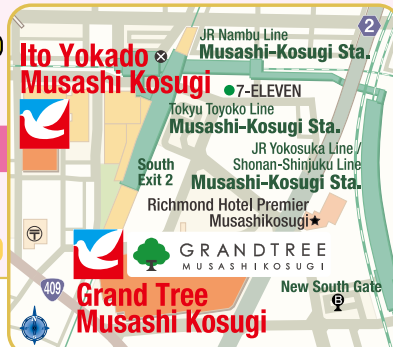 2
JR Nambu Line
Musashi-Kosugi Sta.
Ito Yokado
Musashi Kosugi
7-ELEVEN
Tokyu Toyoko Line
Musashi-Kosugi Sta.
JR Yokosuka Line /
Shonan-Shinjuku Line
Musashi-Kosugi Sta.
South
Exit 2
Richmond Hotel Premier
Musashikosugi
GRANDTREE
MUSASHIKOSUGI
409
Grand Tree
Musashi Kosugi
New South Gate
B